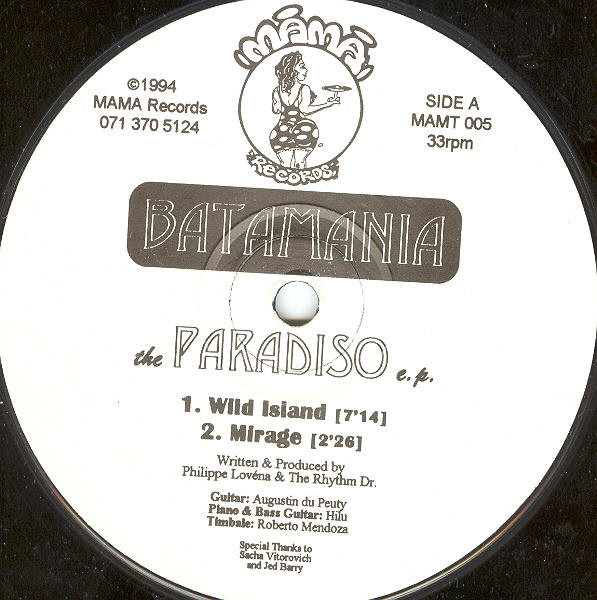 MÁMÁ
RECORDS
©1994
MAMA Records
071 370 5124
SIDE A
MAMT 005
33rpm
BATAMANIA
the PARADISO e.p.
1. Wild Island [7'14]
2. Mirage [2'26]
Written & Produced by
Philippe Lovéna & The Rhythm Dr.
Guitar: Augustin du Peuty
Piano & Bass Guitar: Hilu
Timbale: Roberto Mendoza
Special Thanks to
Sacha Vitorovich
and Jed Barry